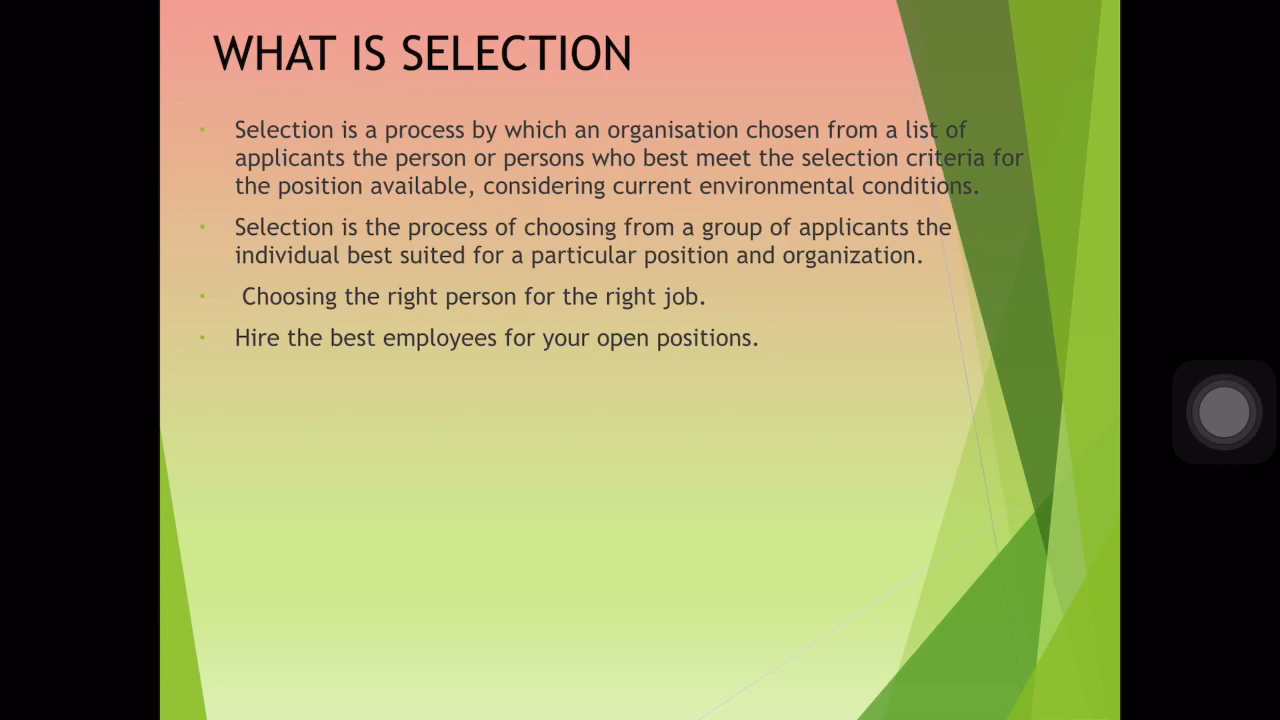 WHAT IS SELECTION
Selection is a process by which an organisation chosen from a list of
applicants the person or persons who best meet the selection criteria for
the position available, considering current environmental conditions.
Selection is the process of choosing from a group of applicants the
individual best suited for a particular position and organization.
Choosing the right person for the right job.
Hire the best employees for your open positions.